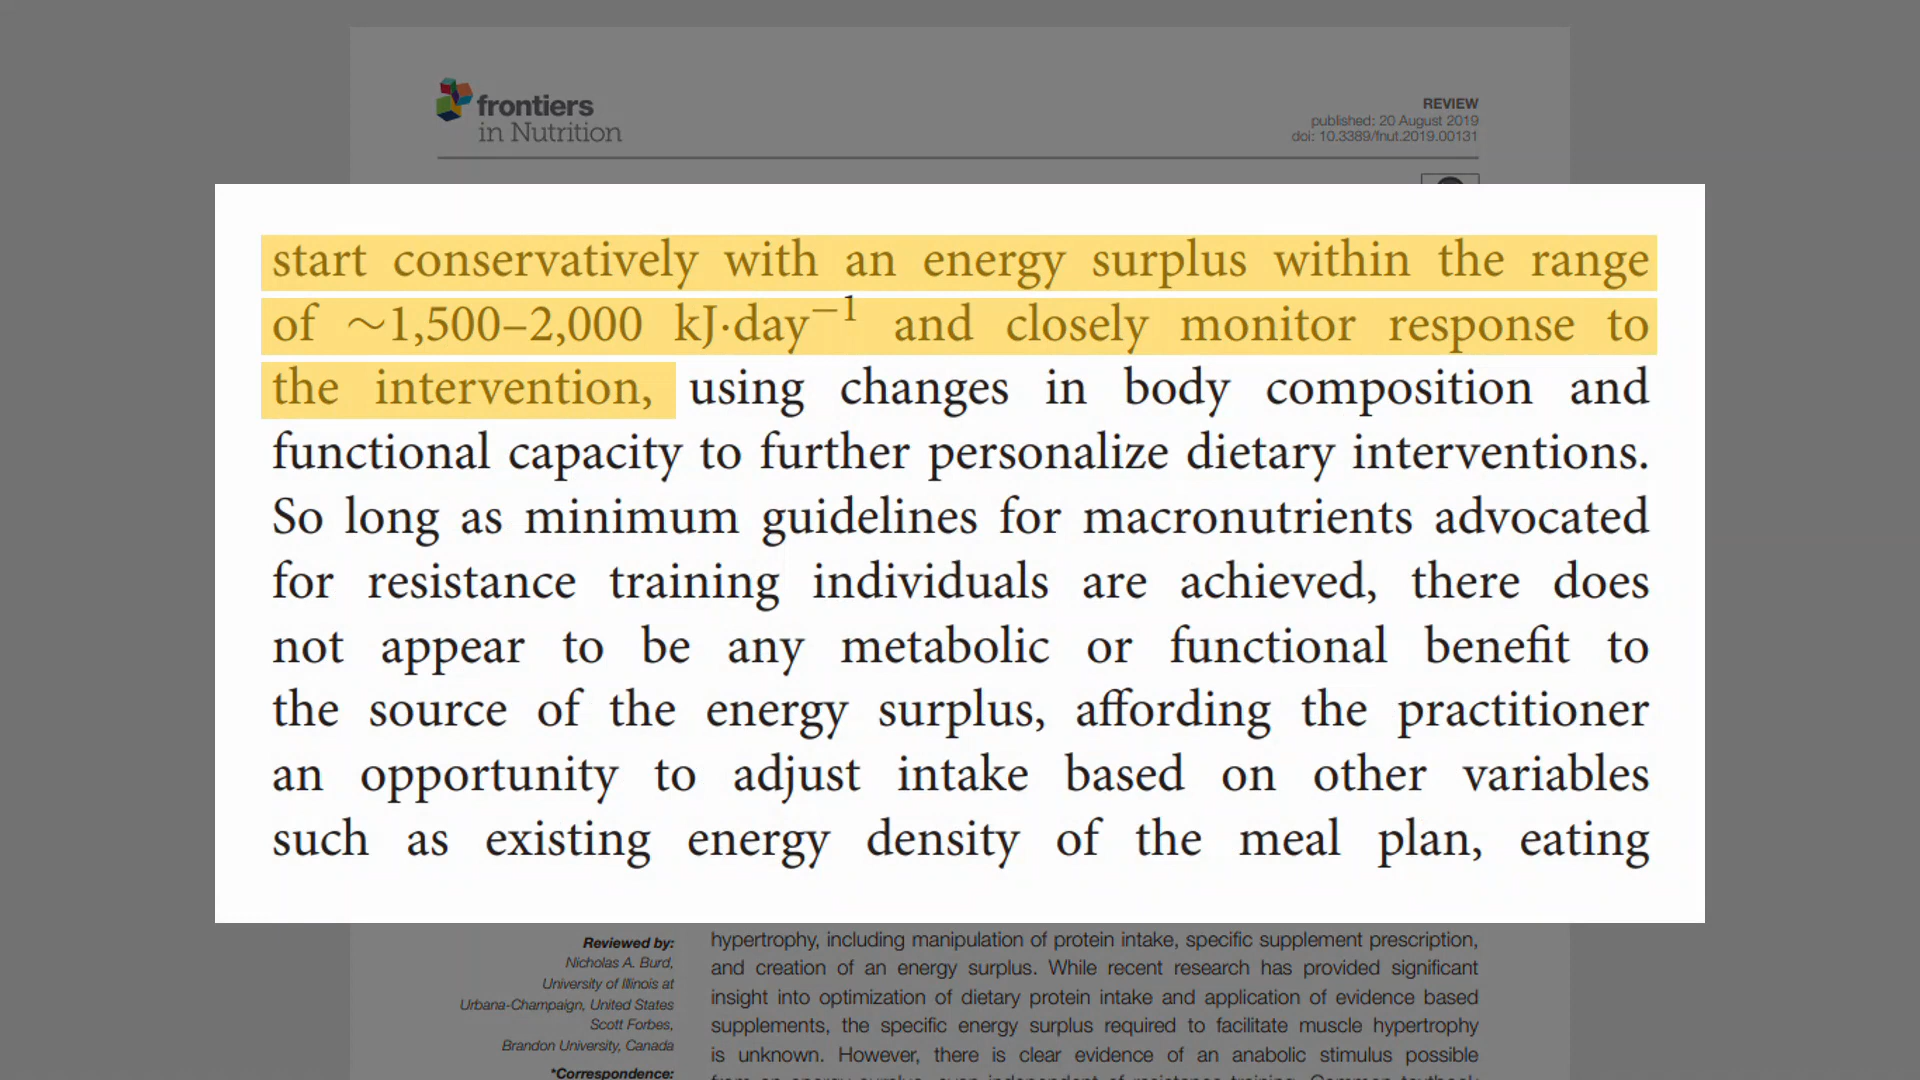 frontiers
in Nutrition
REVIEW
published: 20 August 2019
doi: 10.3389/fnut.2019.00131
start conservatively with an energy surplus within the range
of ∼1,500–2,000 kJ·day⁻¹ and closely monitor response to
the intervention, using changes in body composition and
functional capacity to further personalize dietary interventions.
So long as minimum guidelines for macronutrients advocated
for resistance training individuals are achieved, there does
not appear to be any metabolic or functional benefit to
the source of the energy surplus, affording the practitioner
an opportunity to adjust intake based on other variables
such as existing energy density of the meal plan, eating
Reviewed by:
Nicholas A. Burd,
University of Illinois at
Urbana-Champaign, United States
Scott Forbes,
Brandon University, Canada
*Correspondence:
hypertrophy, including manipulation of protein intake, specific supplement prescription,
and creation of an energy surplus. While recent research has provided significant
insight into optimization of dietary protein intake and application of evidence based
supplements, the specific energy surplus required to facilitate muscle hypertrophy
is unknown. However, there is clear evidence of an anabolic stimulus possible